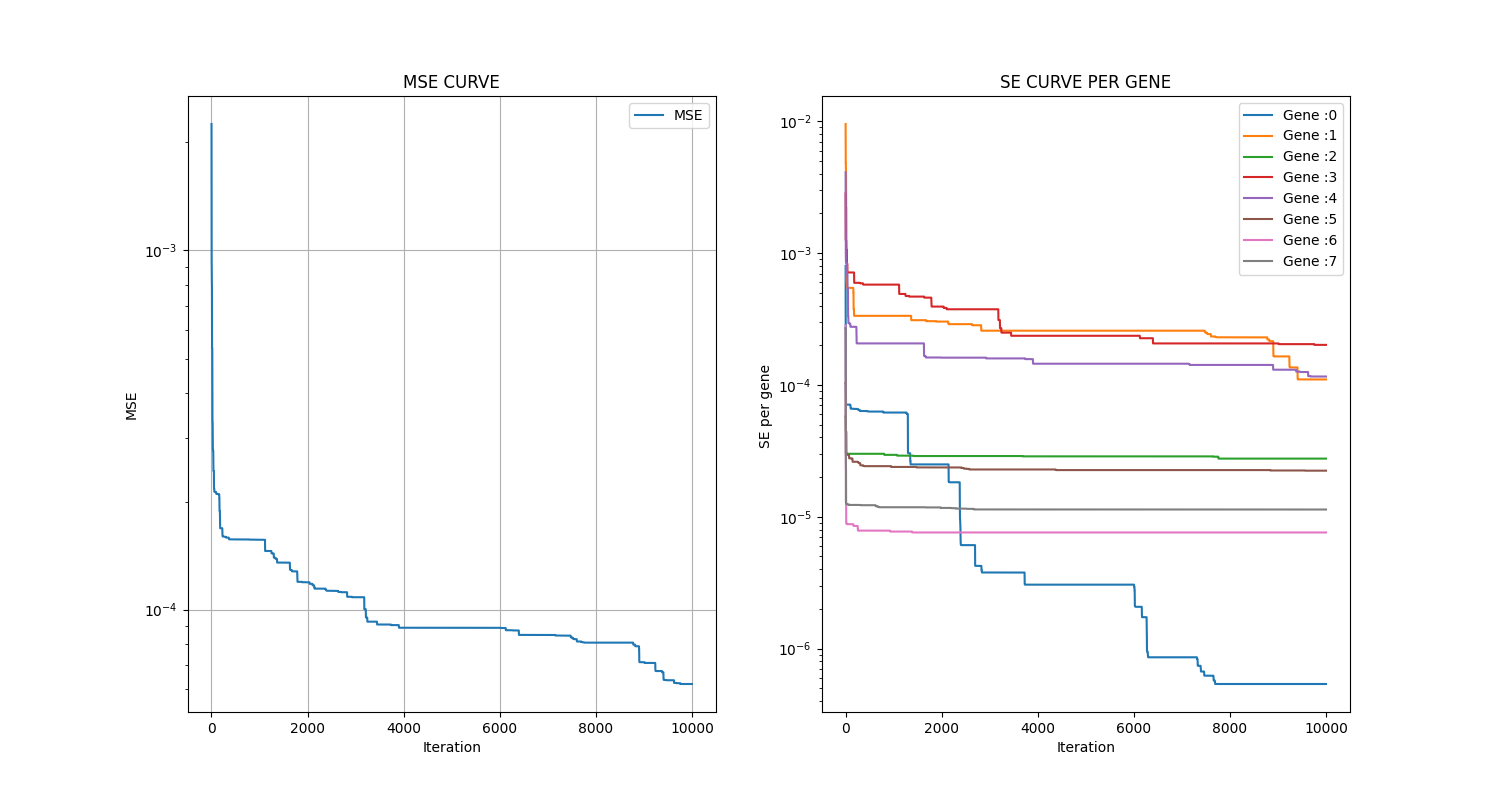 MSE CURVE
MSE
10⁻³
10⁻⁴
MSE
0
2000
4000
6000
8000
10000
Iteration
SE CURVE PER GENE
Gene :0
Gene :1
Gene :2
Gene :3
Gene :4
Gene :5
Gene :6
Gene :7
10⁻²
10⁻³
10⁻⁴
10⁻⁵
10⁻⁶
SE per gene
0
2000
4000
6000
8000
10000
Iteration